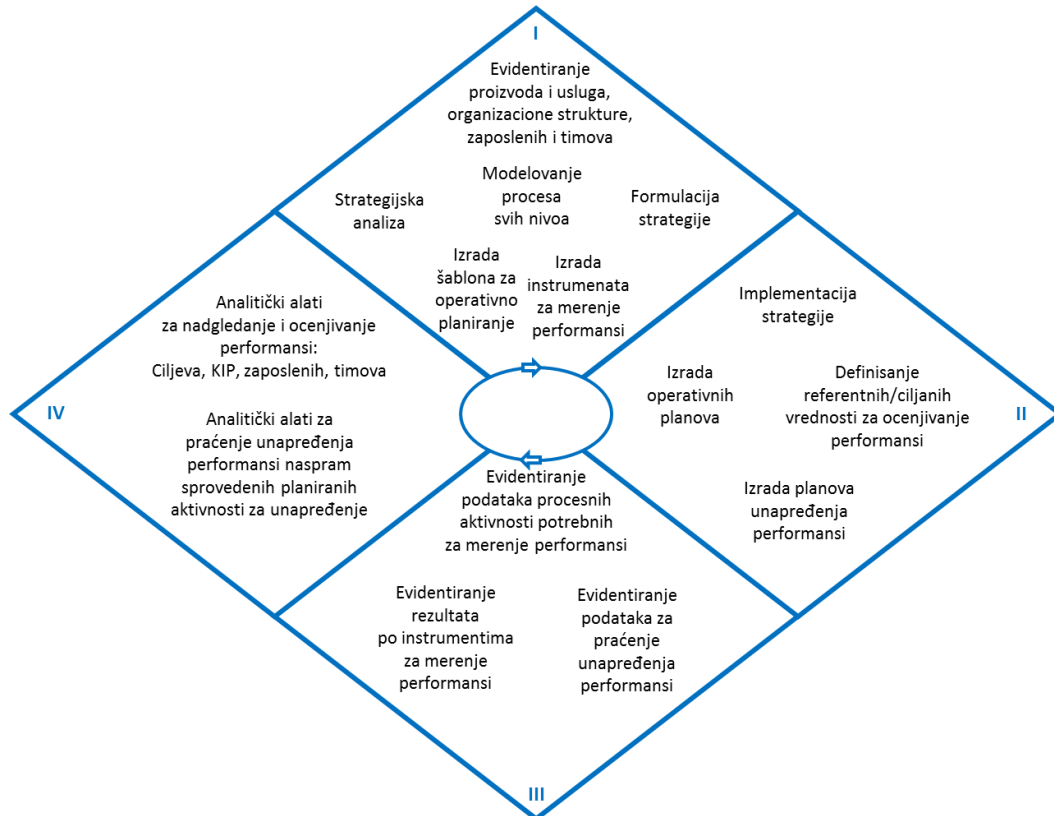 I
Evidentiranje
proizvoda i usluga,
organizacione strukture,
zaposlenih i timova
Strategijska
analiza
Modelovanje
procesa
svih nivoa
Formulacija
strategije
Izrada
šablona za
operativno
planiranje
Izrada
instrumenata
za merenje
performansi
II
Implementacija
strategije
Izrada
operativnih
planova
Definisanje
referentnih/ciljanih
vrednosti za ocenjivanje
performansi
Izrada planova
unapređenja
performansi
III
Evidentiranje
podataka procesnih
aktivnosti potrebnih
za merenje performansi
Evidentiranje
rezultata
po instrumentima
za merenje
performansi
Evidentiranje
podataka za
praćenje
unapređenja
performansi
IV
Analitički alati
za nadgledanje i ocenjivanje
performansi:
Ciljeva, KIP, zaposlenih, timova
Analitički alati za
praćenje unapređenja
performansi naspram
sprovedenih planiranih
aktivnosti za unapređenje